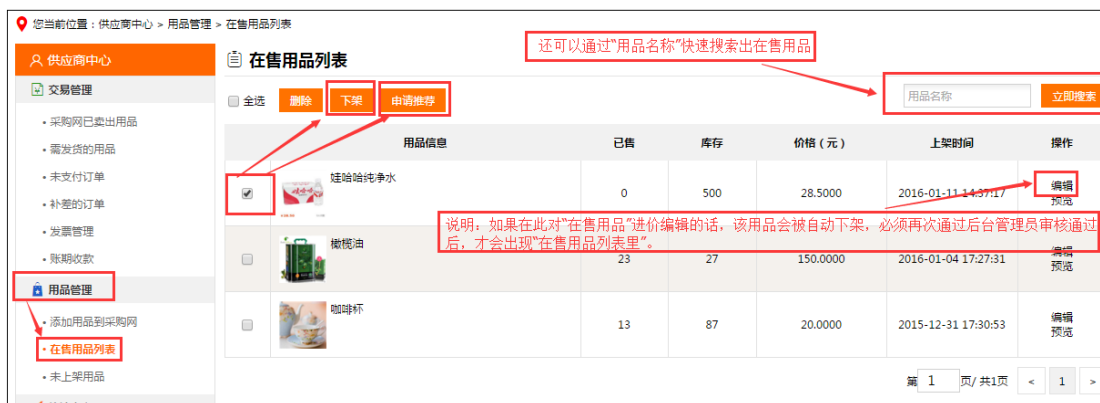 您当前位置：供应商中心 > 用品管理 > 在售用品列表
供应商中心
交易管理
• 采购网已卖出用品
• 需发货的用品
• 未支付订单
• 补差的订单
• 发票管理
• 账期收款
用品管理
• 添加用品到采购网
• 在售用品列表
• 未上架用品
在售用品列表
还可以通过“用品名称”快速搜索出在售用品
全选 删除 下架 申请推荐 用品名称 立即搜索
用品信息 已售 库存 价格（元） 上架时间 操作
娃哈哈纯净水 0 500 28.5000 2016-01-11 14:37:17 编辑
预览
说明：如果在此对“在售用品”进价编辑的话，该用品会被自动下架，必须再次通过后台管理员审核通过
后，才会出现“在售用品列表里”。
橄榄油 23 27 150.0000 2016-01-04 17:27:31 编辑
预览
咖啡杯 13 87 20.0000 2015-12-31 17:30:53 编辑
预览
第 1 页/ 共1页 < 1 >